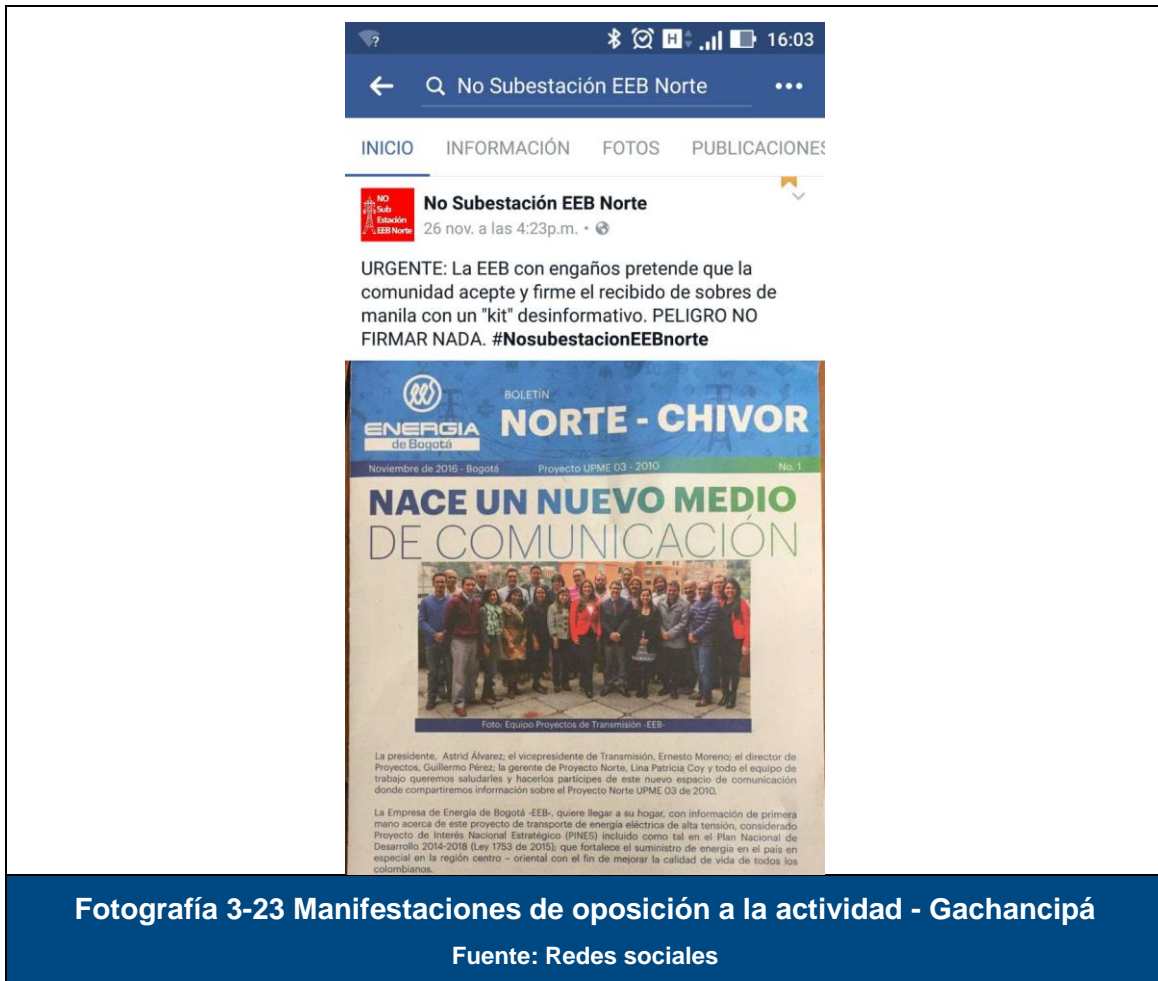 16:03
No Subestación EEB Norte
INICIO INFORMACIÓN FOTOS PUBLICACIONES
NO
Sub
Estación
EEB Norte
No Subestación EEB Norte
26 nov. a las 4:23p.m.
URGENTE: La EEB con engaños pretende que la
comunidad acepte y firme el recibido de sobres de
manila con un "kit" desinformativo. PELIGRO NO
FIRMAR NADA. #NosubestacionEEBnorte
ENERGÍA
de Bogotá
BOLETÍN
NORTE - CHIVOR
Noviembre de 2016 - Bogotá Proyecto UPME 03 - 2010 No. 1
NACE UN NUEVO MEDIO
DE COMUNICACIÓN
Foto: Equipo Proyectos de Transmisión -EEB-
La presidente, Astrid Álvarez; el vicepresidente de Transmisión, Ernesto Moreno; el director de
Proyectos, Guillermo Pérez; la gerente de Proyecto Norte, Lina Patricia Coy y todo el equipo de
trabajo queremos saludarles y hacerlos partícipes de este nuevo espacio de comunicación
donde compartiremos información sobre el Proyecto Norte UPME 03 de 2010.
La Empresa de Energía de Bogotá -EEB-, quiere llegar a su hogar, con información de primera
mano acerca de este proyecto de transporte de energía eléctrica de alta tensión, considerado
Proyecto de Interés Nacional Estratégico (PINES) incluido como tal en el Plan Nacional de
Desarrollo 2014-2018 (Ley 1753 de 2015); que fortalece el suministro de energía en el país en
especial en la región centro – oriental con el fin de mejorar la calidad de vida de todos los
colombianos.
Fotografía 3-23 Manifestaciones de oposición a la actividad - Gachancipá
Fuente: Redes sociales